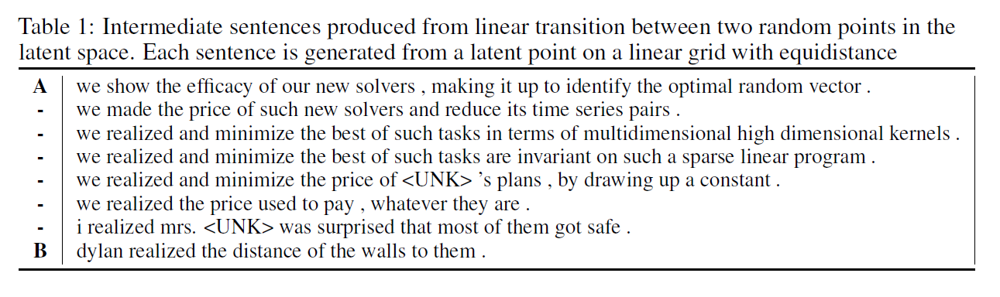 Table 1: Intermediate sentences produced from linear transition between two random points in the
latent space. Each sentence is generated from a latent point on a linear grid with equidistance
A we show the efficacy of our new solvers , making it up to identify the optimal random vector .
- we made the price of such new solvers and reduce its time series pairs .
- we realized and minimize the best of such tasks in terms of multidimensional high dimensional kernels .
- we realized and minimize the best of such tasks are invariant on such a sparse linear program .
- we realized and minimize the price of <UNK> ’s plans , by drawing up a constant .
- we realized the price used to pay , whatever they are .
- i realized mrs. <UNK> was surprised that most of them got safe .
B dylan realized the distance of the walls to them .